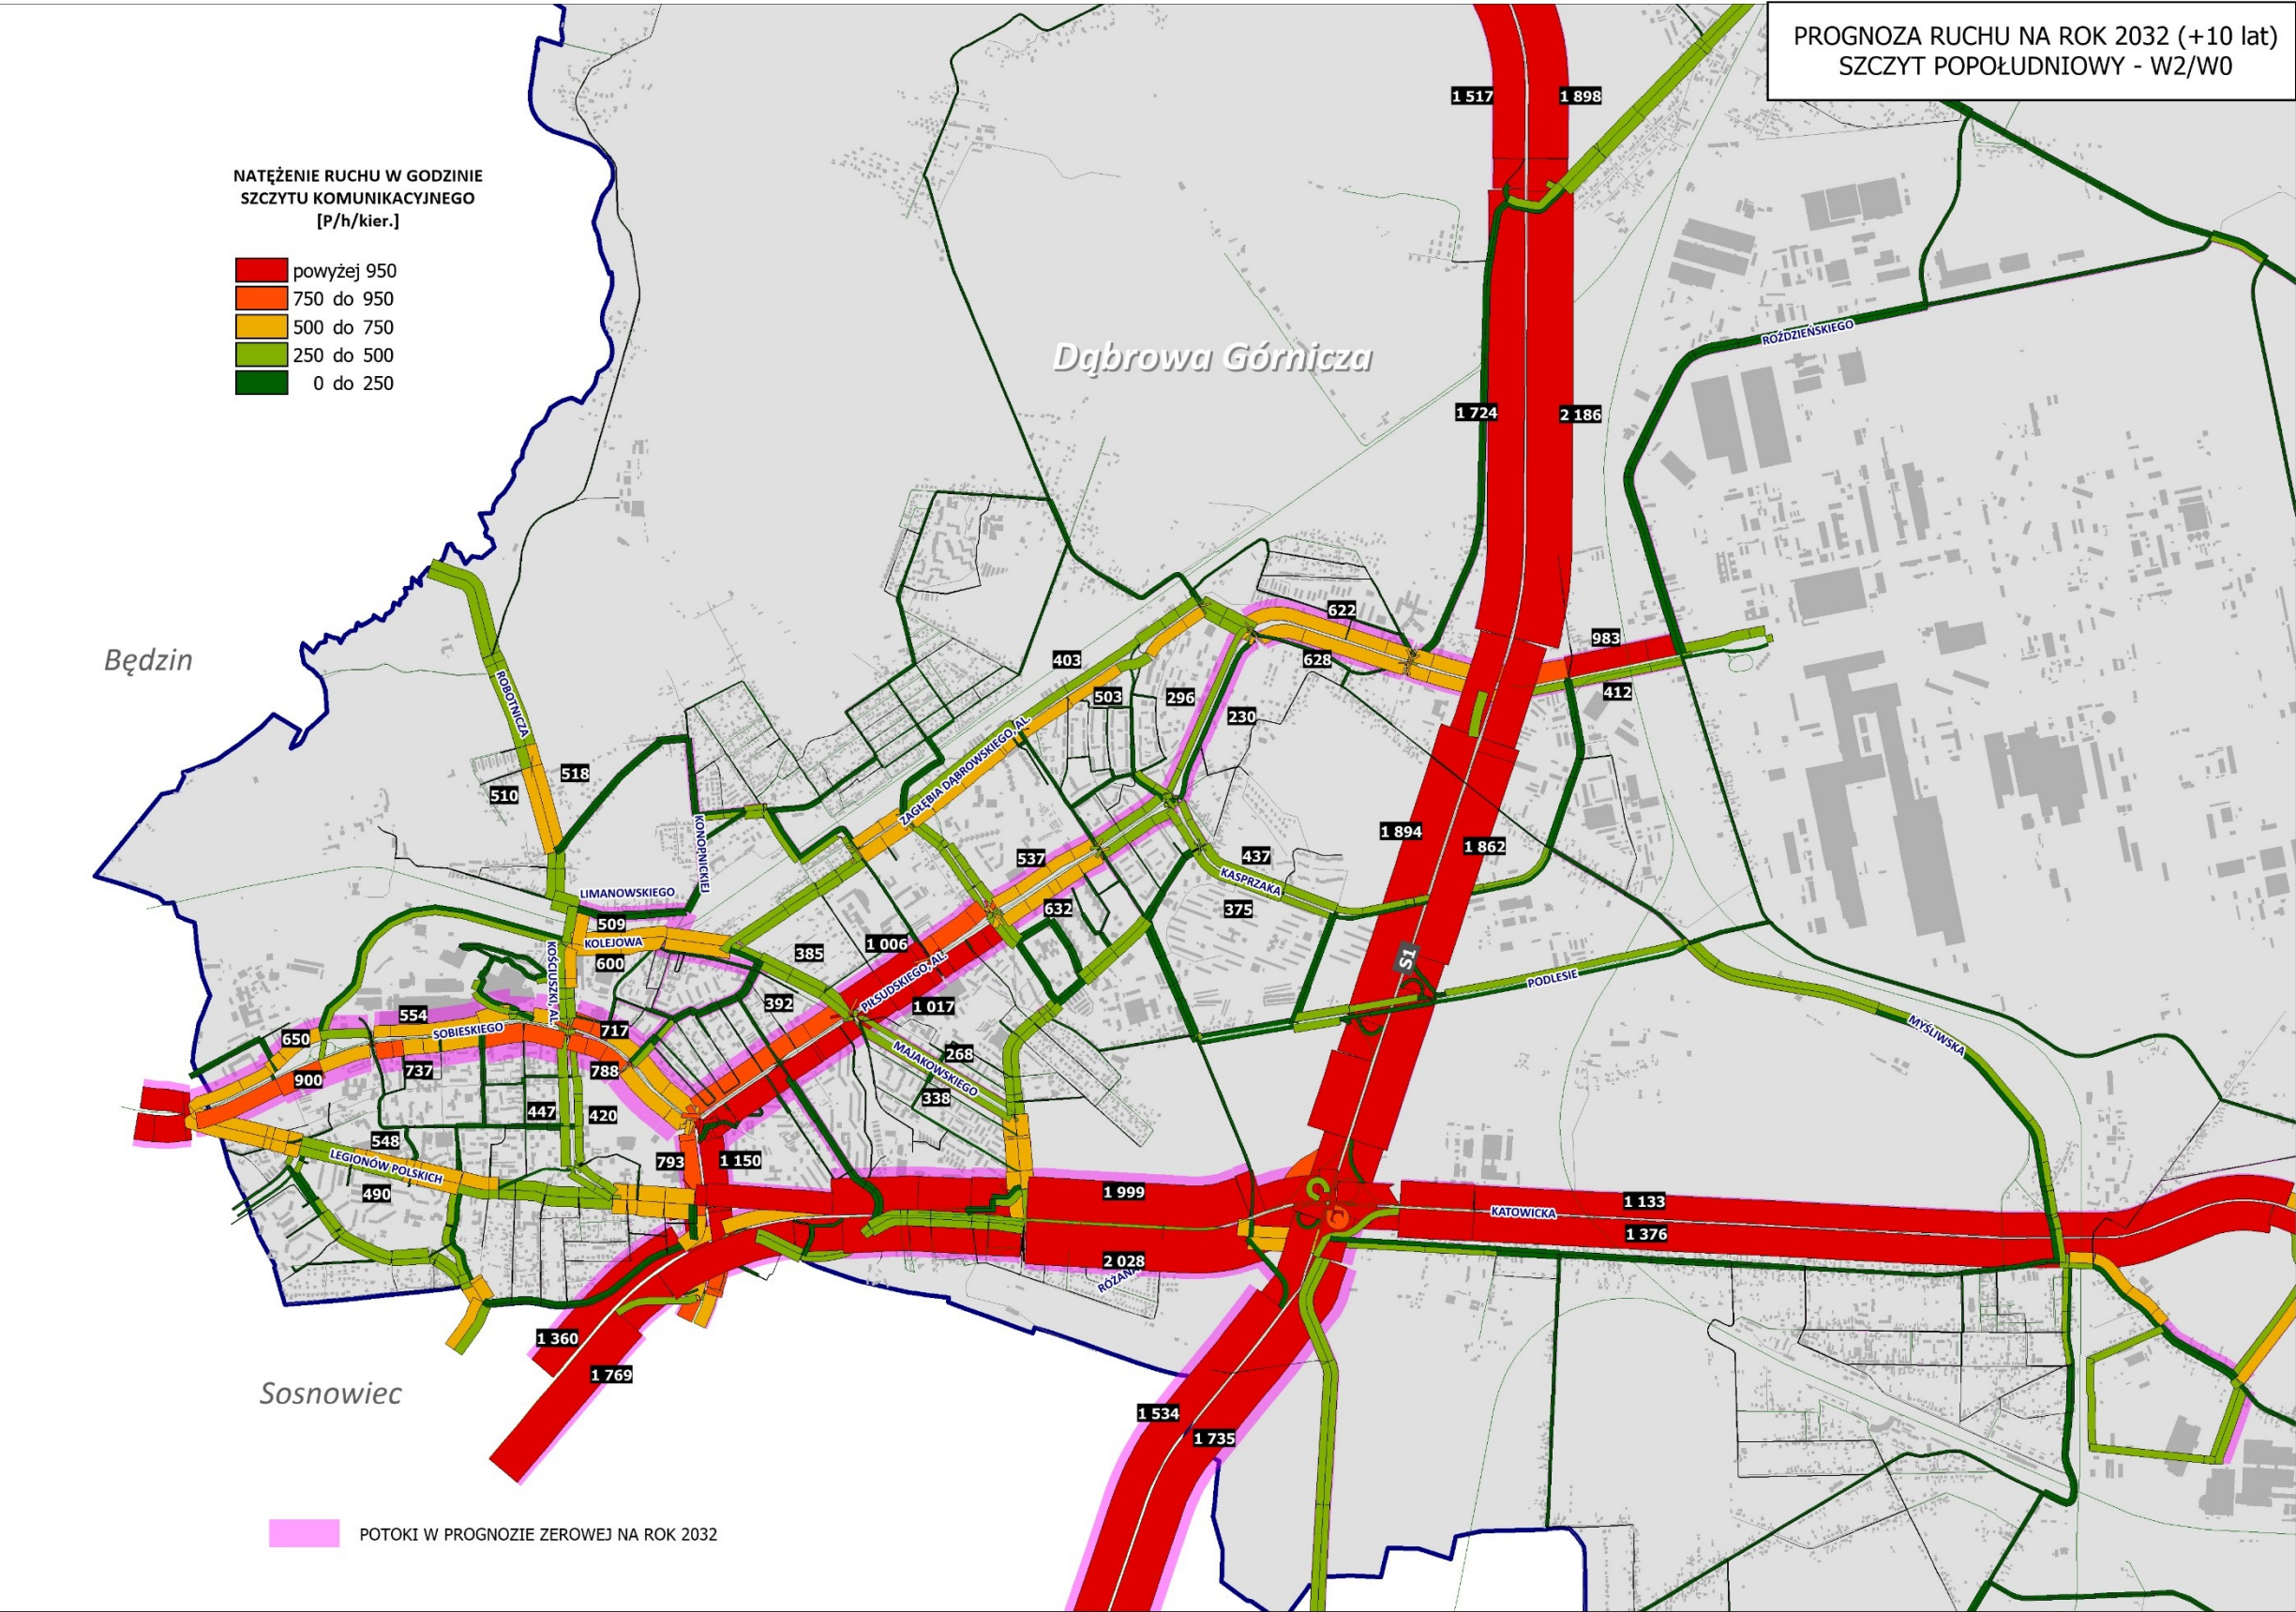 PROGNOZA RUCHU NA ROK 2032 (+10 lat)
SZCZYT POPOŁUDNIOWY - W2/W0
1 517
1 898
NATĘŻENIE RUCHU W GODZINIE
SZCZYTU KOMUNIKACYJNEGO
[P/h/kier.]
powyżej 950
750 do 950
500 do 750
250 do 500
0 do 250
ROŹDZIEŃSKIEGO
Dąbrowa Górnicza
1 724
2 186
622
983
Będzin
403
628
412
503
296
230
ROBOTNICZA
ZAGŁĘBIA DĄBROWSKIEGO, AL.
518
510
1 894
1 862
KONOPNICKIEJ
537
437
KASPRZAKA
375
LIMANOWSKIEGO
632
509
KOLEJOWA
600
1 006
385
KOŚCIUSZKI, AL.
PIŁSUDSKIEGO, AL.
S1
PODLESIE
392
1 017
554
SOBIESKIEGO
717
650
MYŚLIWSKA
268
MAJAKOWSKIEGO
737
788
900
338
447
420
548
LEGIONÓW POLSKICH
490
793
1 150
1 999
1 133
KATOWICKA
1 376
2 028
RÓŻAN
1 360
1 769
Sosnowiec
1 534
1 735
POTOKI W PROGNOZIE ZEROWEJ NA ROK 2032